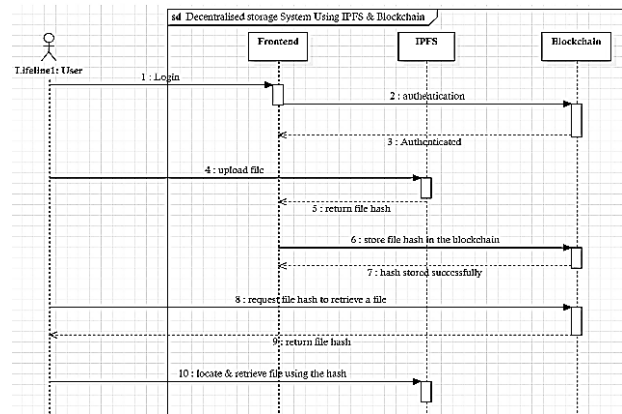 sd Decentralised storage System Using IPFS & Blockchain
Frontend
IPFS
Blockchain
Lifeline1: User
1 : Login
2 : authentication
3 : Authenticated
4 : upload file
5 : return file hash
6 : store file hash in the blockchain
7 : hash stored successfully
8 : request file hash to retrieve a file
9 : return file hash
10 : locate & retrieve file using the hash